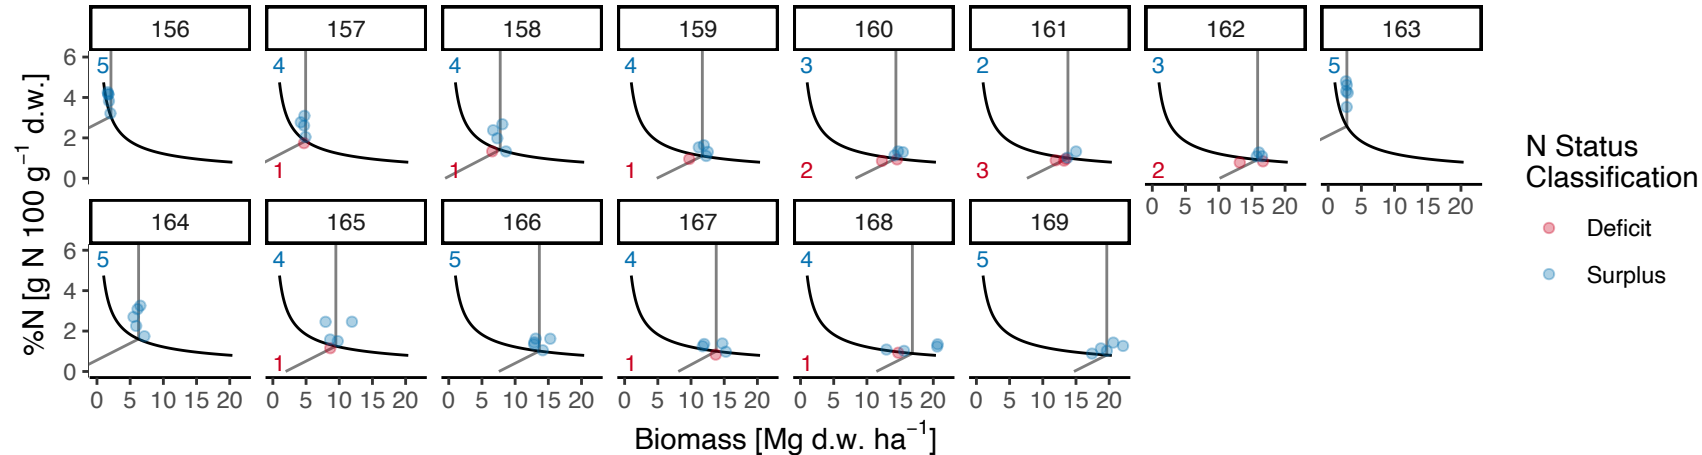 156 157 158 159 160 161 162 163
6 5 4 4 4 3 2 3 5
4
2
0 1 1 1 2 3 2
0 5 10 15 20 0 5 10 15 20
164 165 166 167 168 169
6 5 4 5 4 4 5
4
2
0 1 1 1
0 5 10 15 20 0 5 10 15 20 0 5 10 15 20 0 5 10 15 20 0 5 10 15 20 0 5 10 15 20
%N [g N 100 g⁻¹ d.w.]
Biomass [Mg d.w. ha⁻¹]
N Status
Classification
Deficit
Surplus